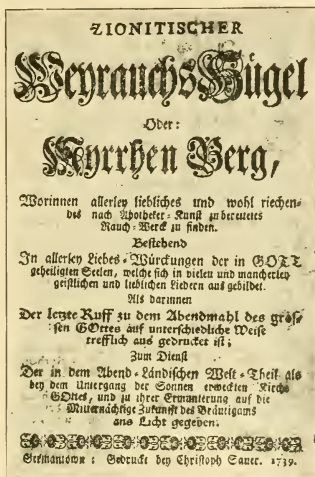 ZIONITISCHER
Weyrauchs Hügel
Oder:
Myrrhen Berg,
Worinnen allerley liebliches und wohl riechen-
des nach Apothecker-Kunst zu bereitetes
Rauch-Werck zu finden.
Bestehend
In allerley Liebes-Würckungen der in GOTT
geheiligten Seelen, welche sich in vielen und mancherley
geistlichen und lieblichen Liedern aus gebildet.
Als darinnen
Der letzte Ruff zu dem Abendmahl des gros-
sen GOttes auf unterschiedliche Weise
trefflich aus gedrucket ist;
Zum Dienst
Der in dem Abend-Ländischen Welt-Theil als
bey dem Untergang der Sonnen erweckten Kirche
GOttes, und zu ihrer Ermunterung auf die
Mitternächtige Zukunfft des Bräutigams
ans Licht gegeben.
Germantown: Gedruckt bey Christoph Sauer. 1739.